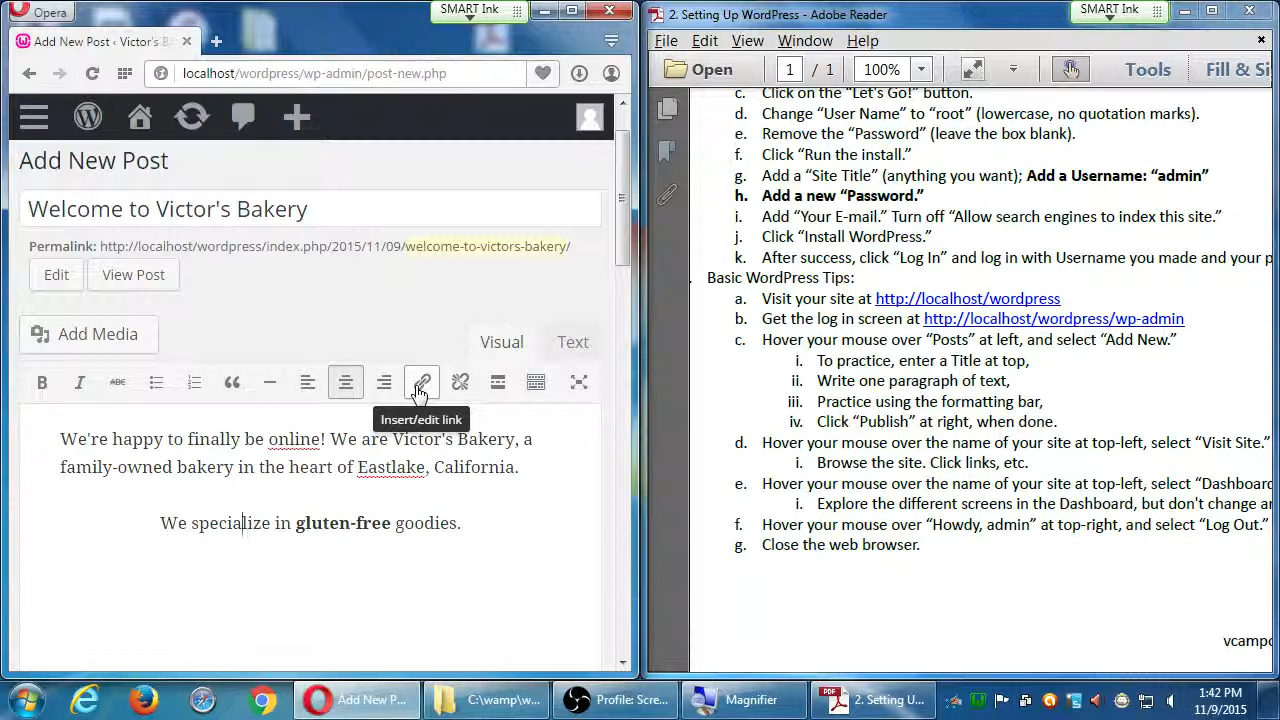 Opera
SMART Ink
Add New Post ‹ Victor's B
localhost/wordpress/wp-admin/post-new.php
Add New Post
Welcome to Victor's Bakery
Permalink: http://localhost/wordpress/index.php/2015/11/09/welcome-to-victors-bakery/
Edit
View Post
Add Media
Visual
Text
B
I
ABC
Insert/edit link
We're happy to finally be online! We are Victor's Bakery, a
family-owned bakery in the heart of Eastlake, California.
We specialize in gluten-free goodies.
2. Setting Up WordPress - Adobe Reader
SMART Ink
File Edit View Window Help
Open
1 / 1
100%
Tools
Fill & Si
c. Click on the “Let's Go!” button.
d. Change “User Name” to “root” (lowercase, no quotation marks).
e. Remove the “Password” (leave the box blank).
f. Click “Run the install.”
g. Add a “Site Title” (anything you want); Add a Username: “admin”
h. Add a new “Password.”
i. Add “Your E-mail.” Turn off “Allow search engines to index this site.”
j. Click “Install WordPress.”
k. After success, click “Log In” and log in with Username you made and your p
. Basic WordPress Tips:
a. Visit your site at http://localhost/wordpress
b. Get the log in screen at http://localhost/wordpress/wp-admin
c. Hover your mouse over “Posts” at left, and select “Add New.”
i. To practice, enter a Title at top,
ii. Write one paragraph of text,
iii. Practice using the formatting bar,
iv. Click “Publish” at right, when done.
d. Hover your mouse over the name of your site at top-left, select “Visit Site.”
i. Browse the site. Click links, etc.
e. Hover your mouse over the name of your site at top-left, select “Dashboard
i. Explore the different screens in the Dashboard, but don't change an
f. Hover your mouse over “Howdy, admin” at top-right, and select “Log Out.”
g. Close the web browser.
vcampo
Add New P...
C:\wamp\w...
Profile: Scre...
Magnifier
PDF
2. Setting U...
1:42 PM
11/9/2015